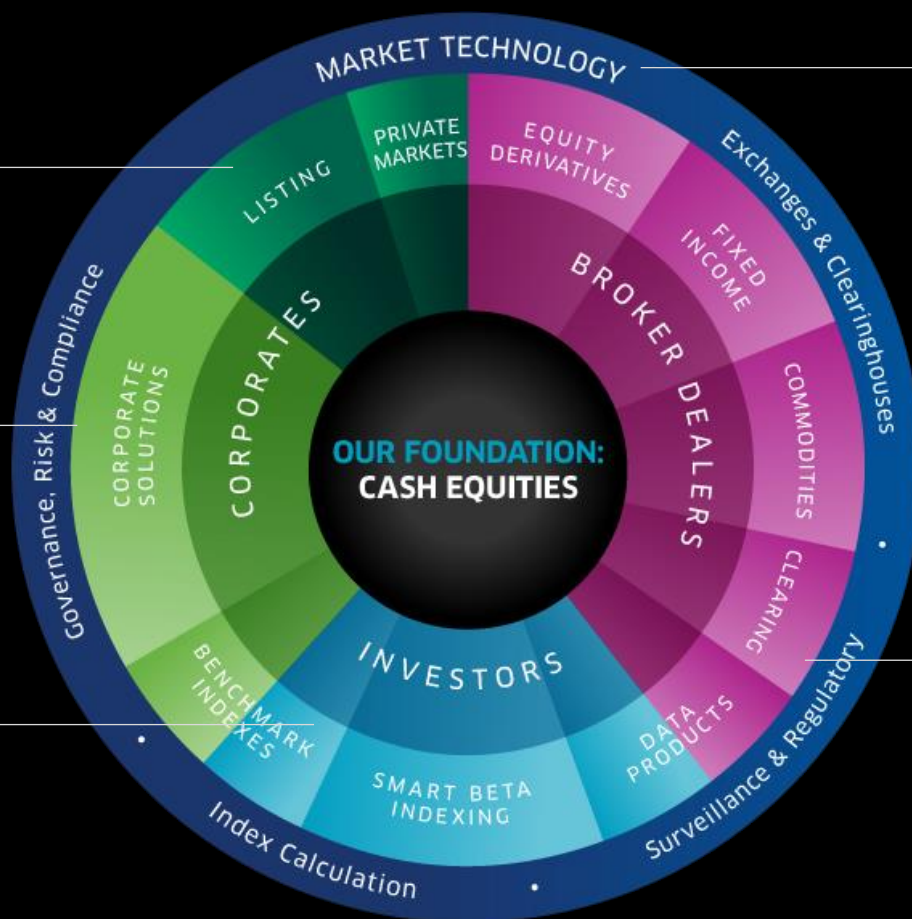 MARKET TECHNOLOGY
Exchanges & Clearinghouses
Surveillance & Regulatory
Index Calculation
Governance, Risk & Compliance
LISTING
PRIVATE
MARKETS
EQUITY
DERIVATIVES
FIXED
INCOME
COMMODITIES
CLEARING
DATA
PRODUCTS
SMART BETA
INDEXING
BENCHMARK
INDEXES
CORPORATE
SOLUTIONS
CORPORATES
BROKER DEALERS
INVESTORS
OUR FOUNDATION:
CASH EQUITIES